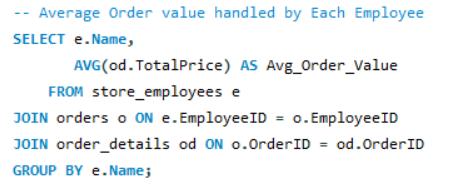 -- Average Order value handled by Each Employee
SELECT e.Name,
       AVG(od.TotalPrice) AS Avg_Order_Value
    FROM store_employees e
JOIN orders o ON e.EmployeeID = o.EmployeeID
JOIN order_details od ON o.OrderID = od.OrderID
GROUP BY e.Name;